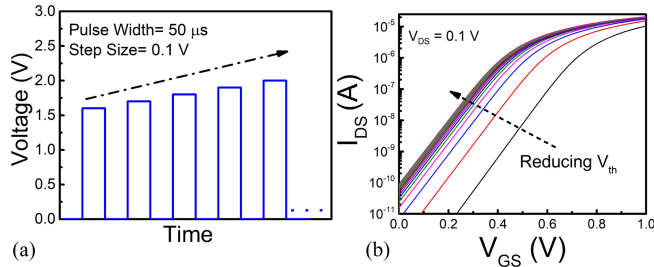 (a)
Voltage (V)
3.0
2.5
2.0
1.5
1.0
0.5
0.0
Pulse Width= 50 μs
Step Size= 0.1 V
Time
(b)
I_DS (A)
10^-5
10^-6
10^-7
10^-8
10^-9
10^-10
10^-11
V_DS = 0.1 V
Reducing V_th
0.0 0.2 0.4 0.6 0.8 1.0
V_GS (V)